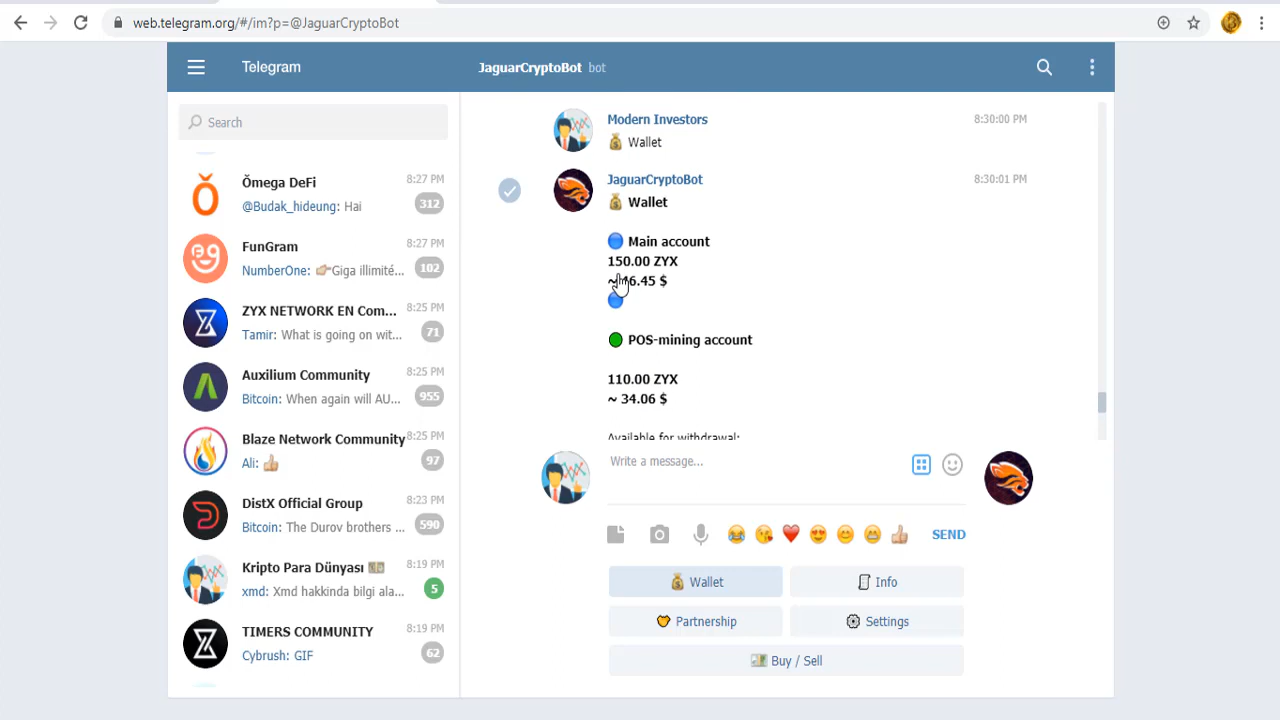 web.telegram.org/#/im?p=@JaguarCryptoBot
Telegram
JaguarCryptoBot bot
Search
Ŏmega DeFi 8:27 PM
@Budak_hideung: Hai 312
FunGram 8:27 PM
NumberOne: 👉Giga illimité... 102
ZYX NETWORK EN Com... 8:25 PM
Tamir: What is going on wit... 71
Auxilium Community 8:25 PM
Bitcoin: When again will AU... 955
Blaze Network Community 8:25 PM
Ali: 👍 97
DistX Official Group 8:23 PM
Bitcoin: The Durov brothers ... 590
Kripto Para Dünyası 💵 8:19 PM
xmd: Xmd hakkinda bilgi ala... 5
TIMERS COMMUNITY 8:19 PM
Cybrush: GIF 62
Modern Investors 8:30:00 PM
💰 Wallet
JaguarCryptoBot 8:30:01 PM
💰 Wallet
🔵 Main account
150.00 ZYX
~ 46.45 $
🔵
🟢 POS-mining account
110.00 ZYX
~ 34.06 $
Available for withdrawal:
Write a message...
SEND
💰 Wallet
Info
Partnership
Settings
Buy / Sell